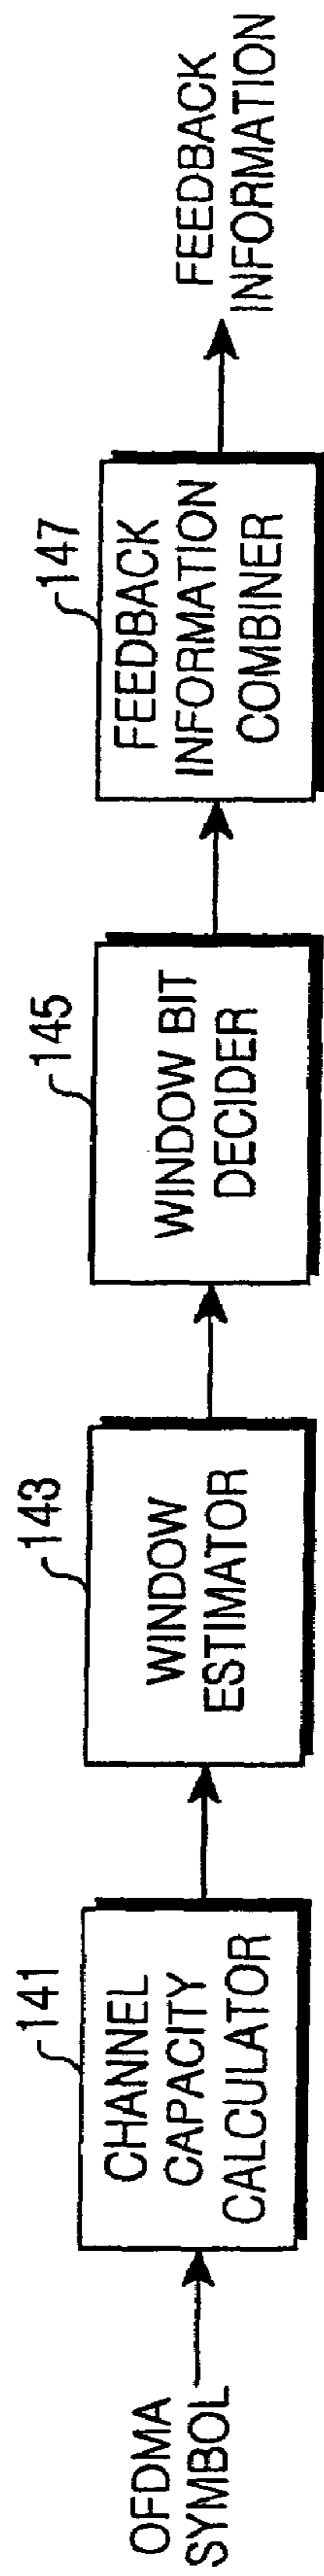 OFDMA
SYMBOL
141
CHANNEL
CAPACITY
CALCULATOR
143
WINDOW
ESTIMATOR
145
WINDOW BIT
DECIDER
147
FEEDBACK
INFORMATION
COMBINER
FEEDBACK
INFORMATION